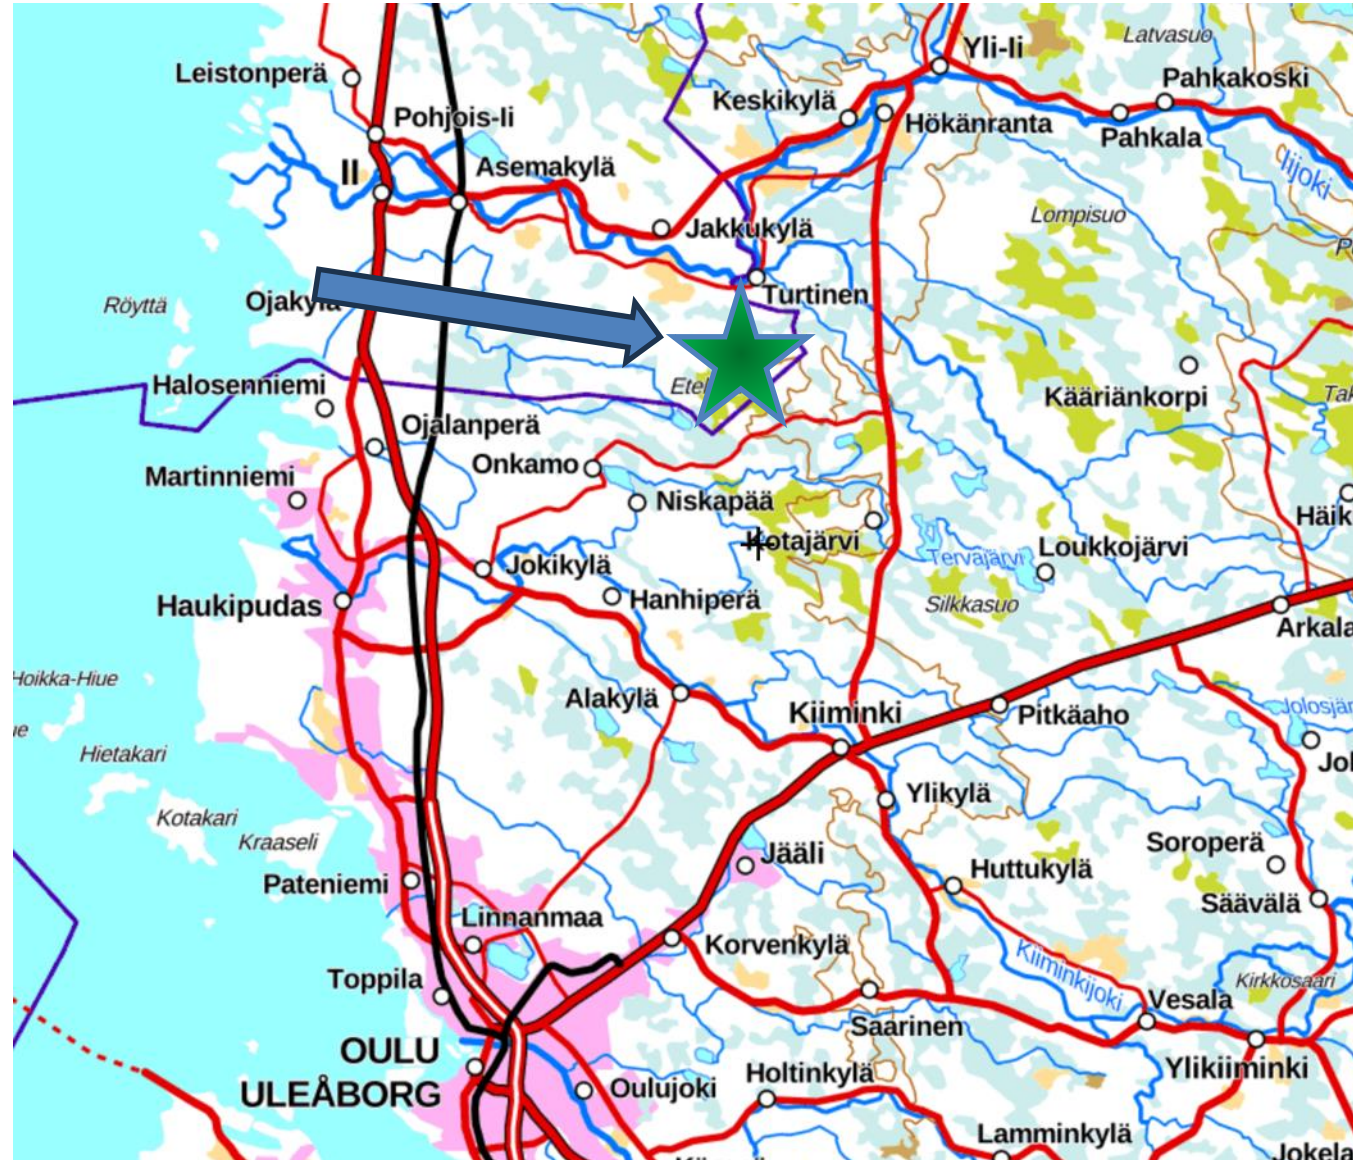 Yli-Ii
Latvasuo
Leistonperä
Pahkakoski
Keskikylä
Pohjois-Ii
Hökänranta
Pahkala
II
Asemakylä
Iijoki
Lompisuo
Jakkukylä
Röyttä
Turtinen
Halosenniemi
Kääriänkorpi
Ojalanperä
Onkamo
Martinniemi
Niskapää
Kotajärvi
Tervajärvi
Loukkojärvi
Jokikylä
Hanhiperä
Haukipudas
Silkkasuo
Arkala
Hoikka-Hiue
Alakylä
Kiiminki
Pitkäaho
Hietakari
Ylikylä
Kotakari
Kraaseli
Jääli
Soroperä
Huttukylä
Pateniemi
Säävälä
Linnanmaa
Korvenkylä
Kiiminkijoki
Kirkkosaari
Toppila
Vesala
Saarinen
OULU
ULEÅBORG
Oulujoki
Holtinkylä
Ylikiiminki
Lamminkylä
Jokela